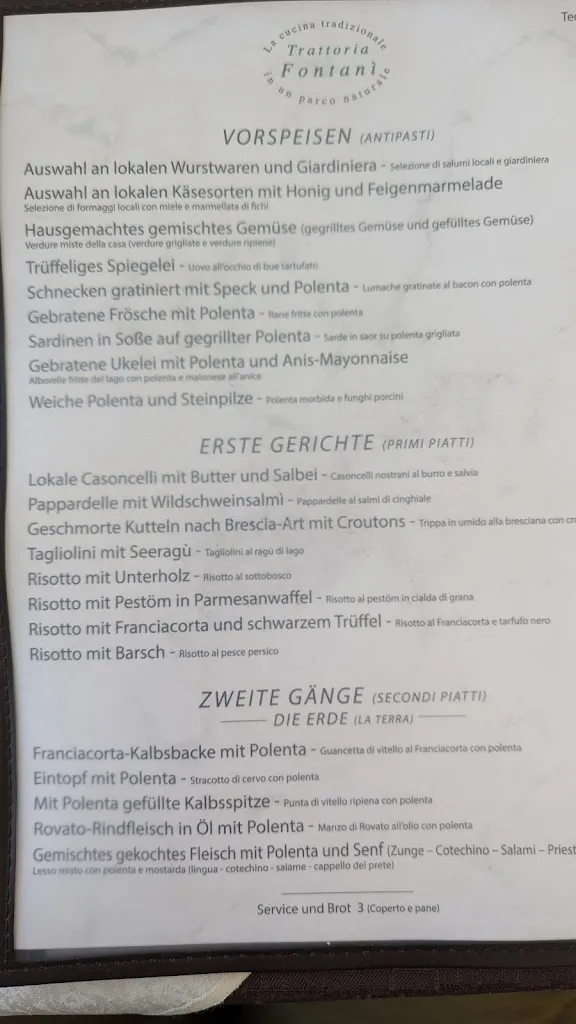 Tec
La cucina tradizionale
Trattoria
Fontanì
in un parco naturale
VORSPEISEN (ANTIPASTI)
Auswahl an lokalen Wurstwaren und Giardiniera - Selezione di salumi locali e giardiniera
Auswahl an lokalen Käsesorten mit Honig und Feigenmarmelade
Selezione di formaggi locali con miele e marmellata di fichi
Hausgemachtes gemischtes Gemüse (gegrilltes Gemüse und gefülltes Gemüse)
Verdure miste della casa (verdure grigliate e verdure ripiene)
Trüffeliges Spiegelei - Uovo all'occhio di bue tartufato
Schnecken gratiniert mit Speck und Polenta - Lumache gratinate al bacon con polenta
Gebratene Frösche mit Polenta - Rane fritte con polenta
Sardinen in Soße auf gegrillter Polenta - Sarde in saor su polenta grigliata
Gebratene Ukelei mit Polenta und Anis-Mayonnaise
Alborelle fritte del lago con polenta e maionese all'anice
Weiche Polenta und Steinpilze - Polenta morbida e funghi porcini
ERSTE GERICHTE (PRIMI PIATTI)
Lokale Casoncelli mit Butter und Salbei - Casoncelli nostrani al burro e salvia
Pappardelle mit Wildschweinsalmì - Pappardelle al salmì di cinghiale
Geschmorte Kutteln nach Brescia-Art mit Croutons - Trippa in umido alla bresciana con cr
Tagliolini mit Seeragù - Tagliolini al ragù di lago
Risotto mit Unterholz - Risotto al sottobosco
Risotto mit Pestöm in Parmesanwaffel - Risotto al pestöm in cialda di grana
Risotto mit Franciacorta und schwarzem Trüffel - Risotto al Franciacorta e tartufo nero
Risotto mit Barsch - Risotto al pesce persico
ZWEITE GÄNGE (SECONDI PIATTI)
DIE ERDE (LA TERRA)
Franciacorta-Kalbsbacke mit Polenta - Guancetta di vitello al Franciacorta con polenta
Eintopf mit Polenta - Stracotto di cervo con polenta
Mit Polenta gefüllte Kalbsspitze - Punta di vitello ripiena con polenta
Rovato-Rindfleisch in Öl mit Polenta - Manzo di Rovato all'olio con polenta
Gemischtes gekochtes Fleisch mit Polenta und Senf (Zunge – Cotechino – Salami – Priest
Lesso misto con polenta e mostarda (lingua - cotechino - salame - cappello del prete)
Service und Brot 3 (Coperto e pane)